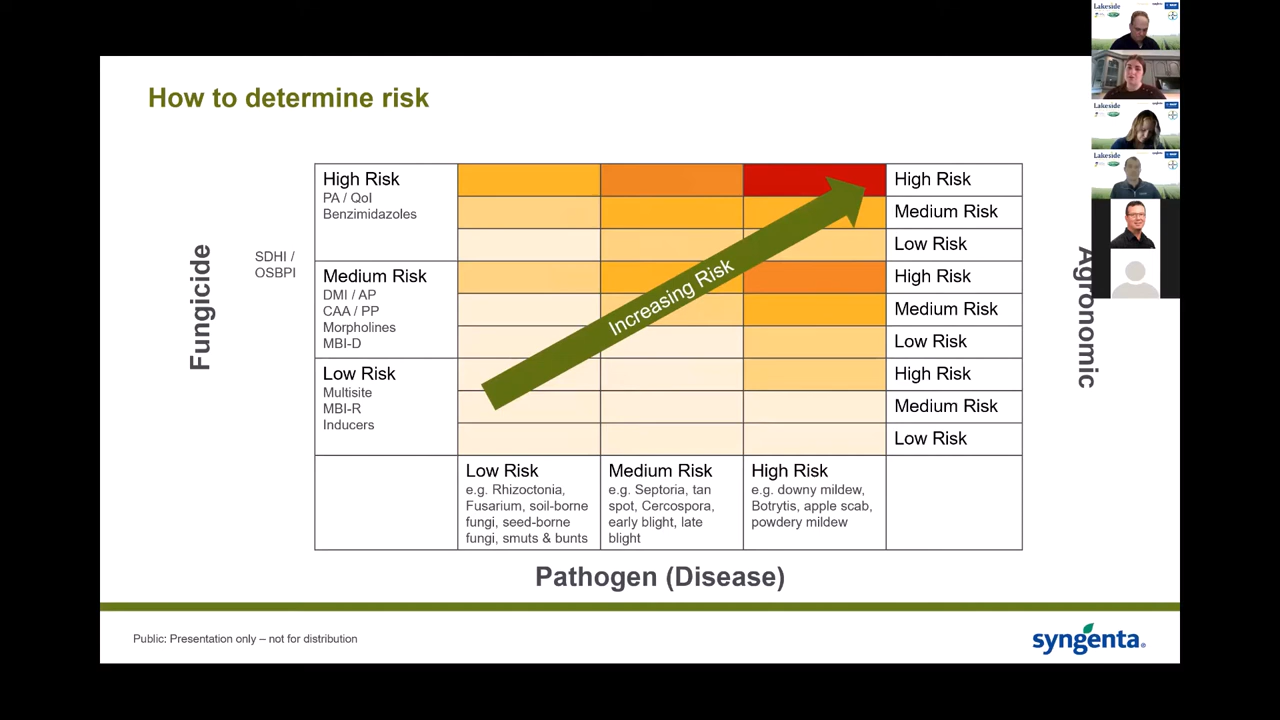 How to determine risk
High Risk
PA / QoI
Benzimidazoles
High Risk
Medium Risk
Low Risk
SDHI /
OSBPI
Medium Risk
DMI / AP
CAA / PP
Morpholines
MBI-D
High Risk
Medium Risk
Low Risk
Low Risk
Multisite
MBI-R
Inducers
High Risk
Medium Risk
Low Risk
Fungicide
Increasing Risk
Agronomic
Low Risk
e.g. Rhizoctonia,
Fusarium, soil-borne
fungi, seed-borne
fungi, smuts & bunts
Medium Risk
e.g. Septoria, tan
spot, Cercospora,
early blight, late
blight
High Risk
e.g. downy mildew,
Botrytis, apple scab,
powdery mildew
Pathogen (Disease)
Public: Presentation only – not for distribution
syngenta
Lakeside
Lakeside
Lakeside